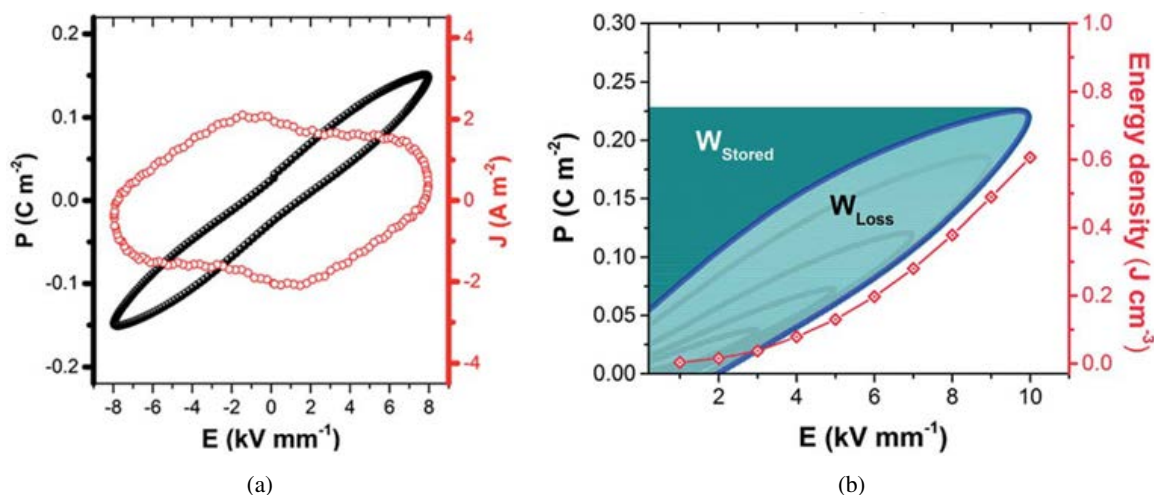 0.2
0.1
0.0
-0.1
-0.2
P (C m⁻²)
-8 -6 -4 -2 0 2 4 6 8
E (kV mm⁻¹)
4
2
0
-2
-4
J (A m⁻²)
(a)
0.30
0.25
0.20
0.15
0.10
0.05
0.00
P (C m⁻²)
W_Stored
W_Loss
2 4 6 8 10
E (kV mm⁻¹)
1.0
0.8
0.6
0.4
0.2
0.0
Energy density (J cm⁻³)
(b)